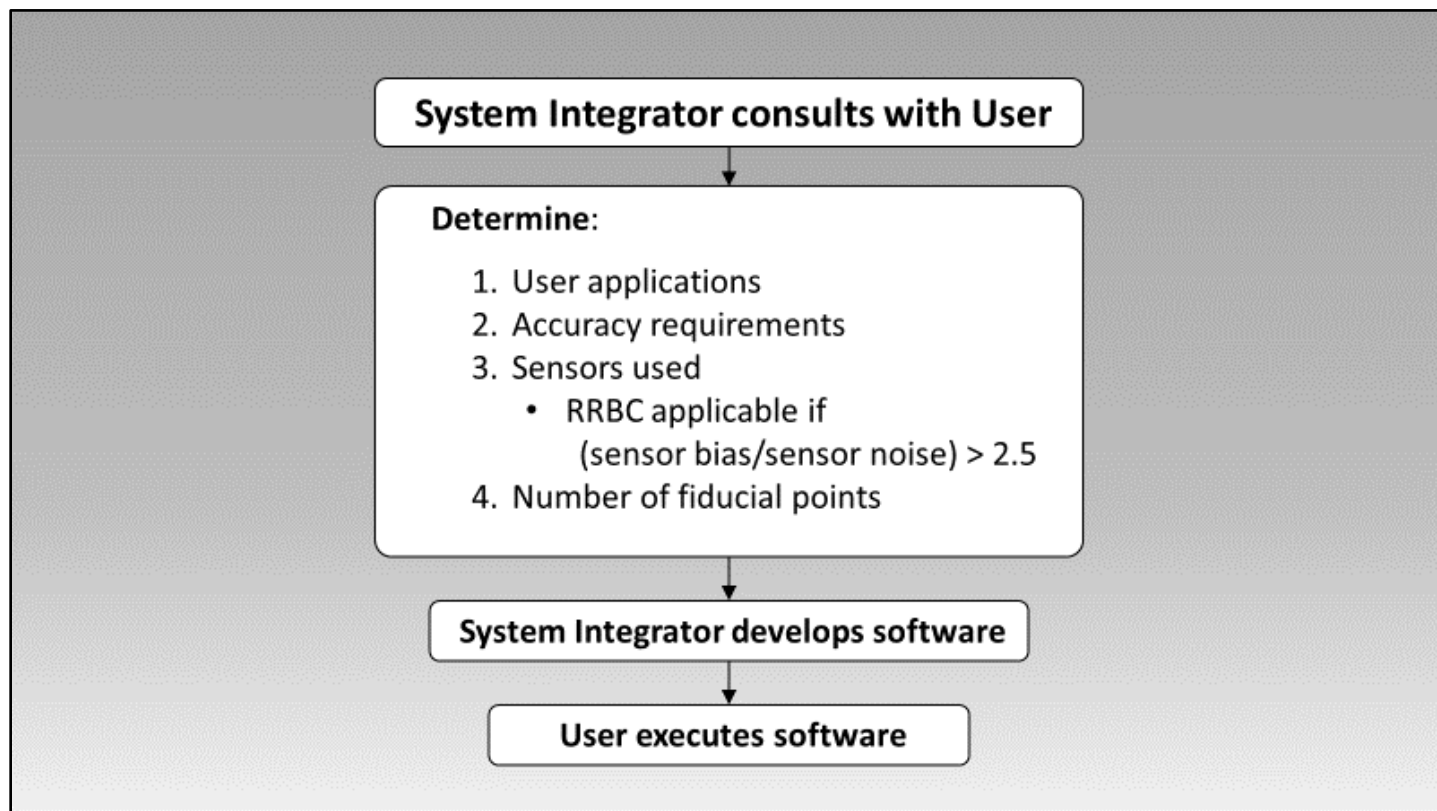 System Integrator consults with User
Determine:
1. User applications
2. Accuracy requirements
3. Sensors used
• RRBC applicable if
(sensor bias/sensor noise) > 2.5
4. Number of fiducial points
System Integrator develops software
User executes software